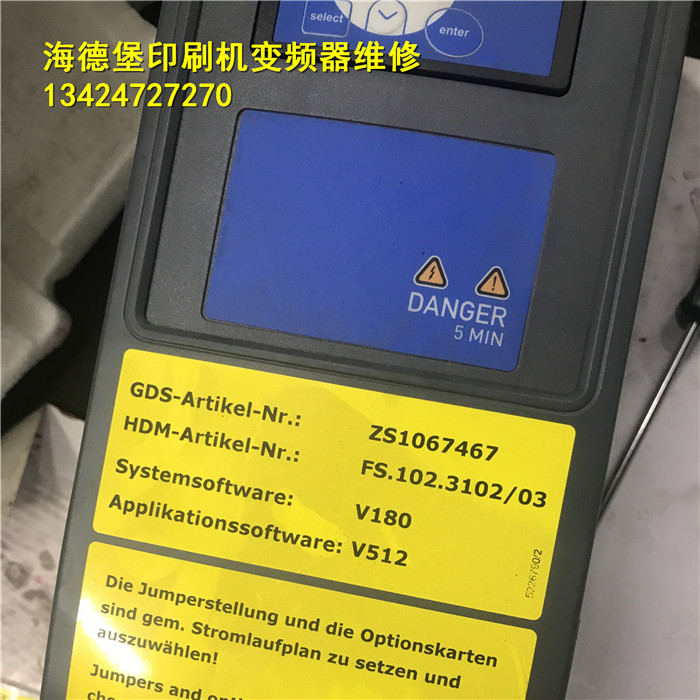 select
enter
海德堡印刷机变频器维修
13424727270
DANGER
5 MIN
GDS-Artikel-Nr.: ZS1067467
HDM-Artikel-Nr.: FS.102.3102/03
Systemsoftware: V180
Applikationssoftware: V512
5226790/2
Die Jumperstellung und die Optionskarten
sind gem. Stromlaufplan zu setzen und
auszuwählen!
Jumpers and